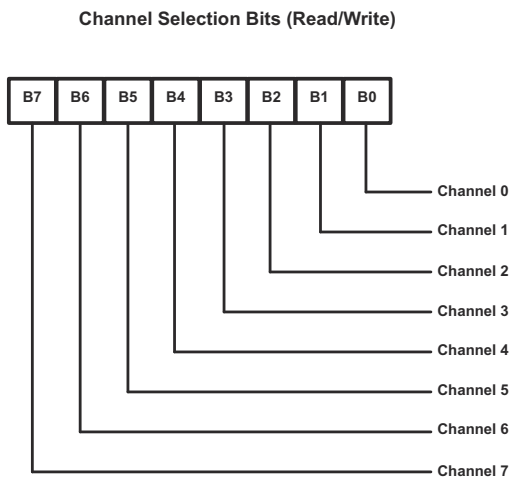 Channel Selection Bits (Read/Write)
B7 B6 B5 B4 B3 B2 B1 B0
Channel 0
Channel 1
Channel 2
Channel 3
Channel 4
Channel 5
Channel 6
Channel 7